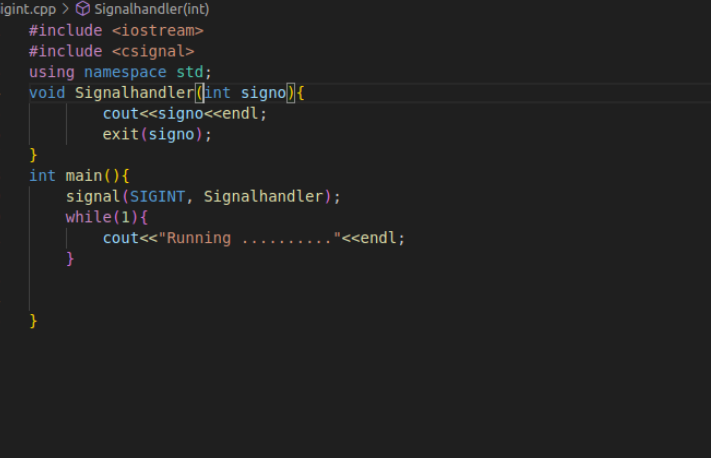 igint.cpp > Signalhandler(int)
#include <iostream>
#include <csignal>
using namespace std;
void Signalhandler(int signo){
        cout<<signo<<endl;
        exit(signo);
}
int main(){
    signal(SIGINT, Signalhandler);
    while(1){
        cout<<"Running .........."<<endl;
    }
}